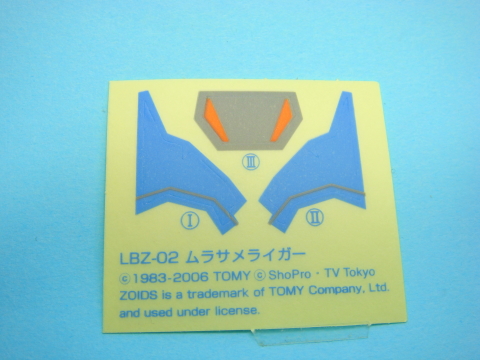 Ⅲ
Ⅰ
Ⅱ
LBZ-02 ムラサメライガー
©1983-2006 TOMY ©ShoPro・TV Tokyo
ZOIDS is a trademark of TOMY Company, Ltd.
and used under license.